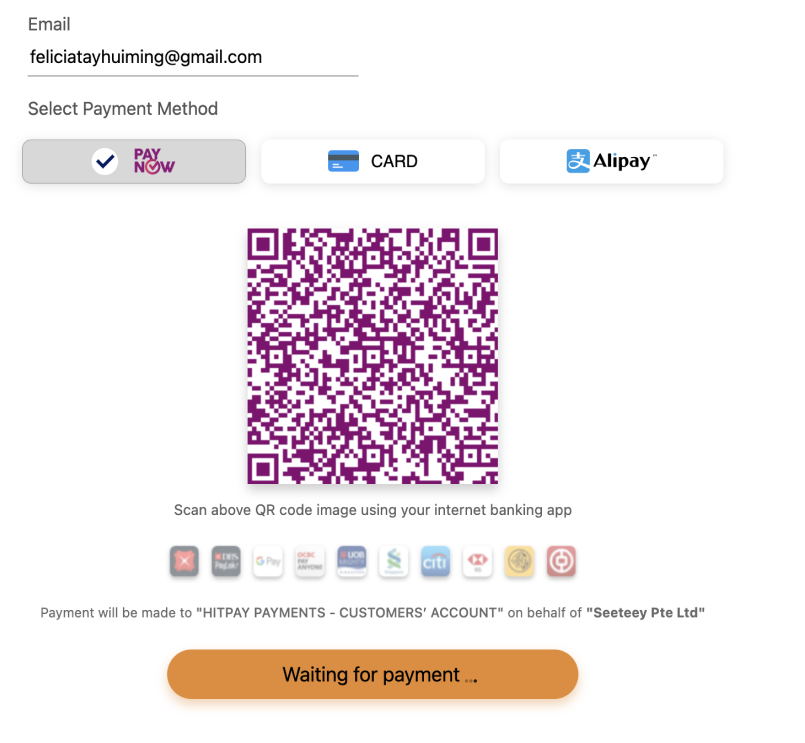 Email
feliciatayhuiming@gmail.com
Select Payment Method
PAY NOW
CARD
支 Alipay™
Scan above QR code image using your internet banking app
DBS PayLah! G Pay OCBC PAY ANYONE UOB citi
Payment will be made to "HITPAY PAYMENTS - CUSTOMERS’ ACCOUNT" on behalf of "Seeteey Pte Ltd"
Waiting for payment ...